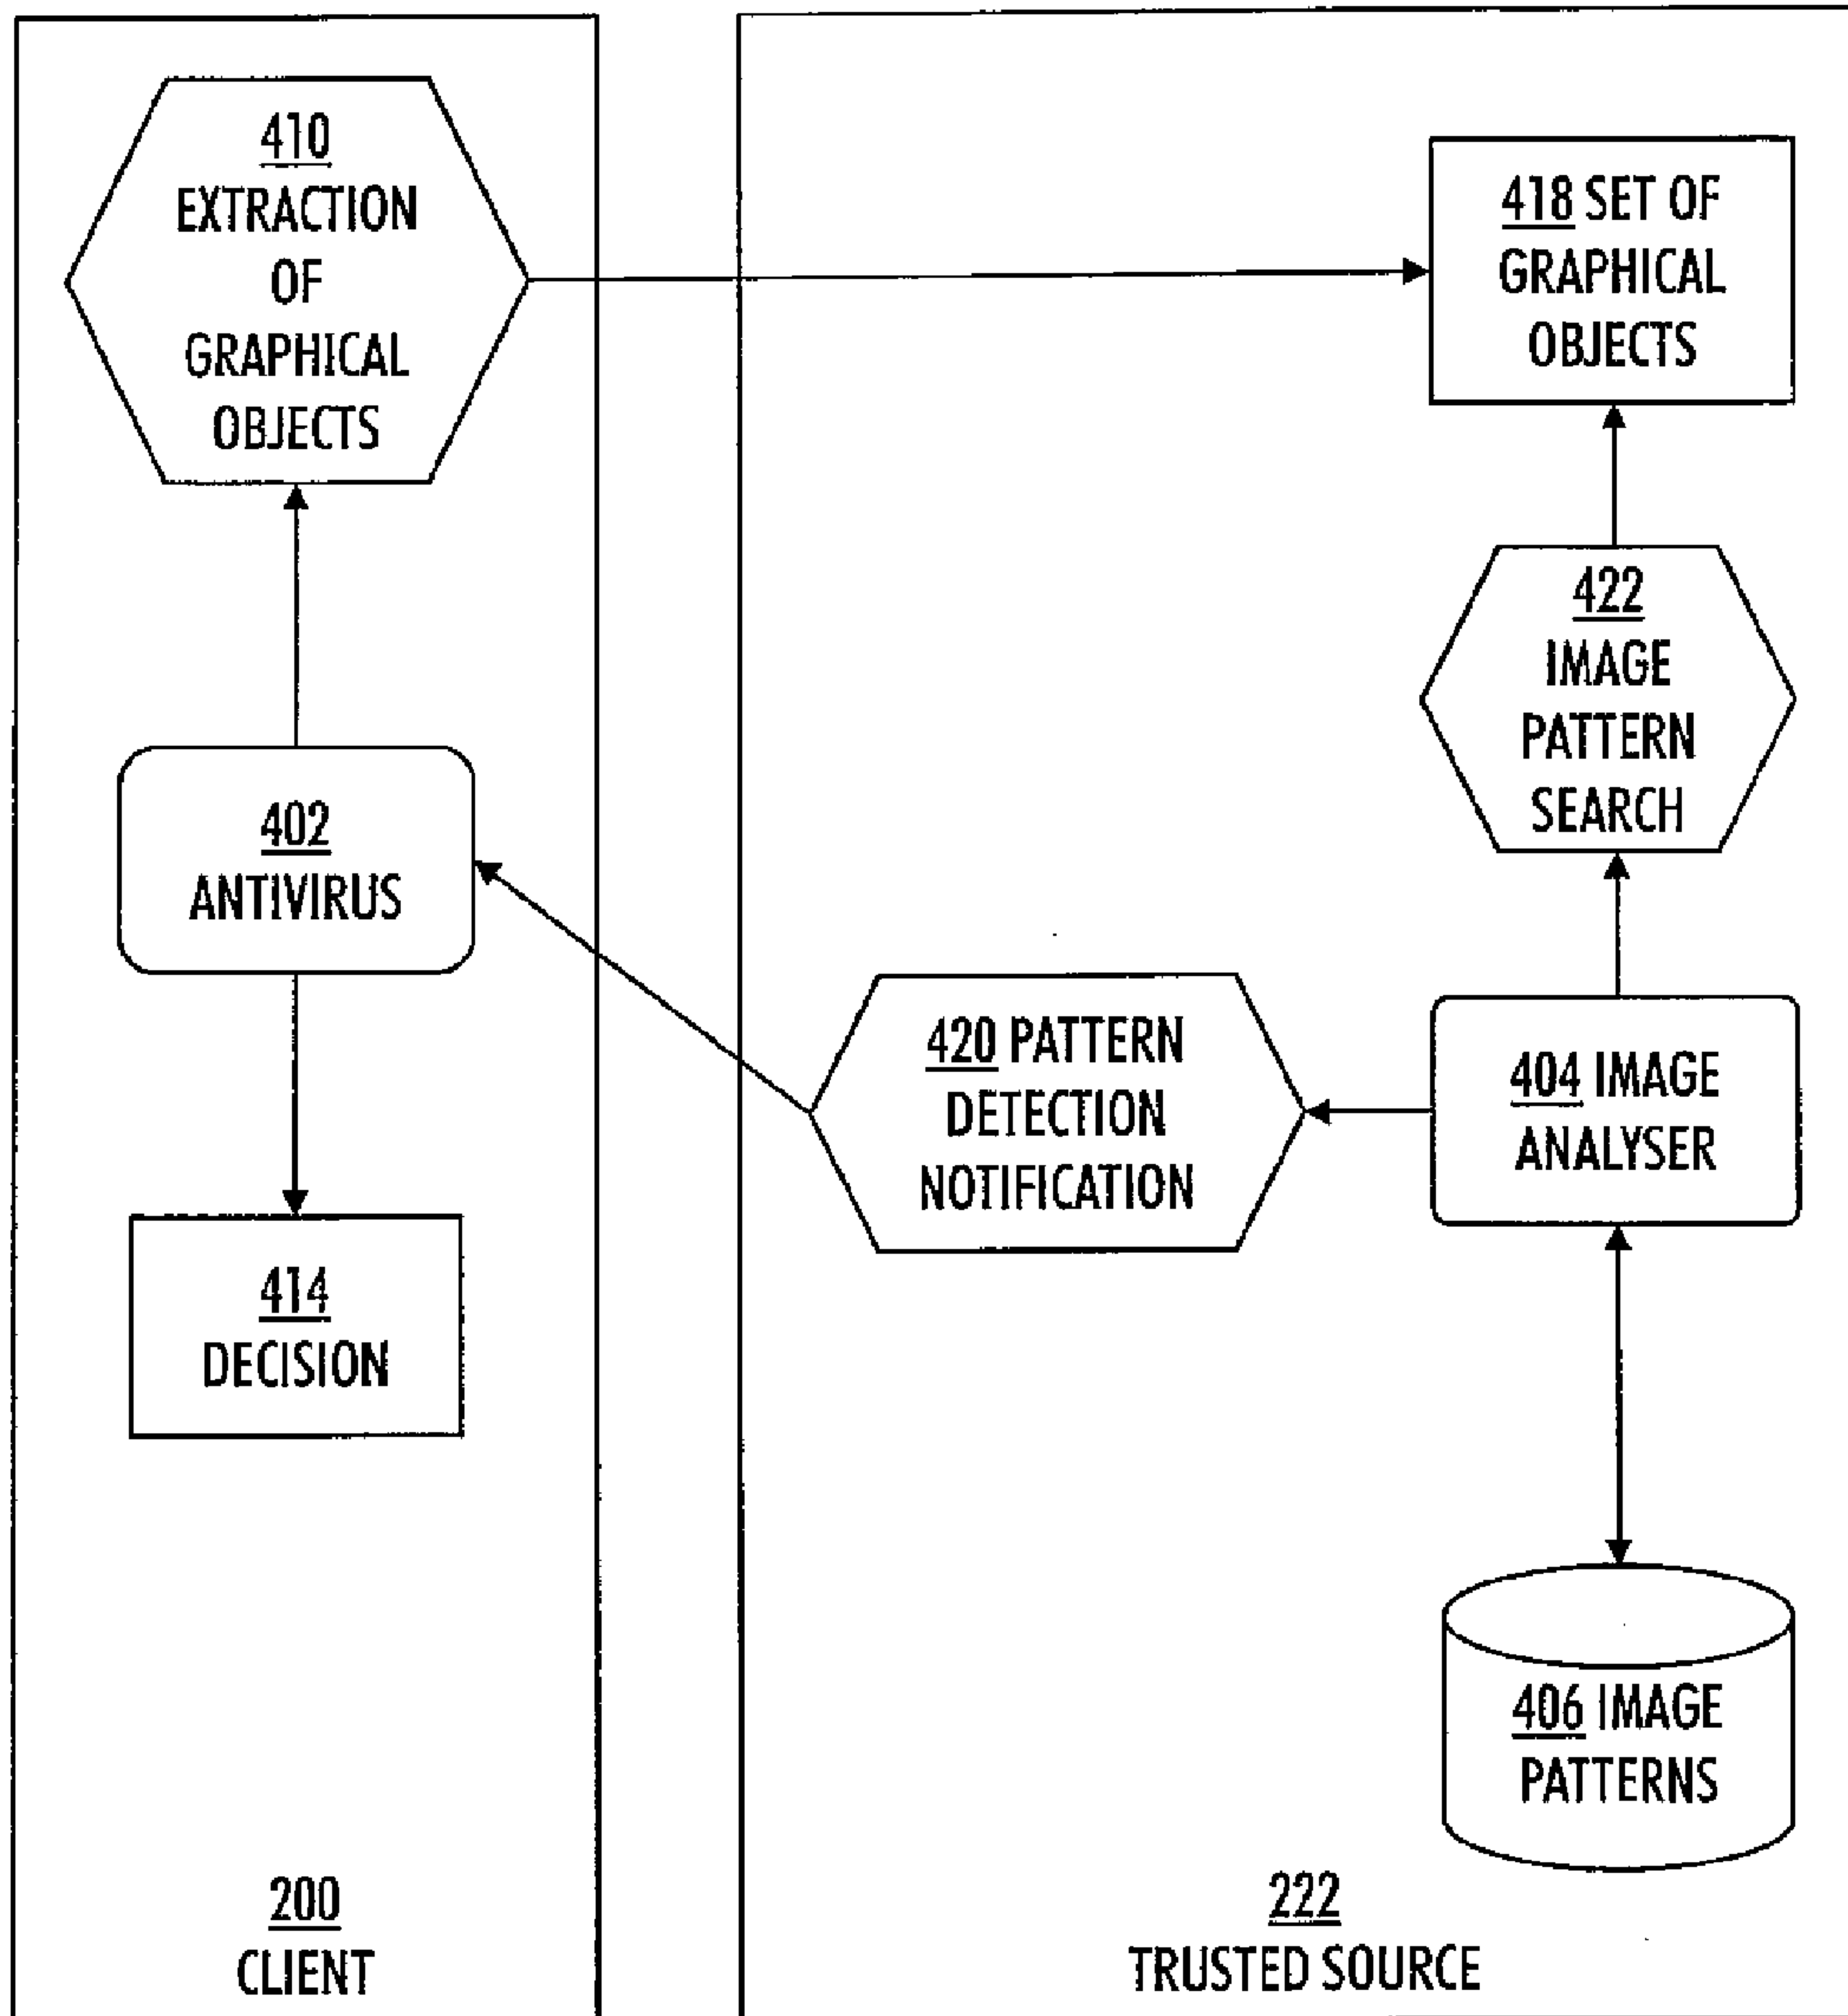 410
EXTRACTION
OF
GRAPHICAL
OBJECTS
418 SET OF
GRAPHICAL
OBJECTS
422
IMAGE
PATTERN
SEARCH
402
ANTIVIRUS
420 PATTERN
DETECTION
NOTIFICATION
404 IMAGE
ANALYSER
414
DECISION
406 IMAGE
PATTERNS
200
CLIENT
222
TRUSTED SOURCE